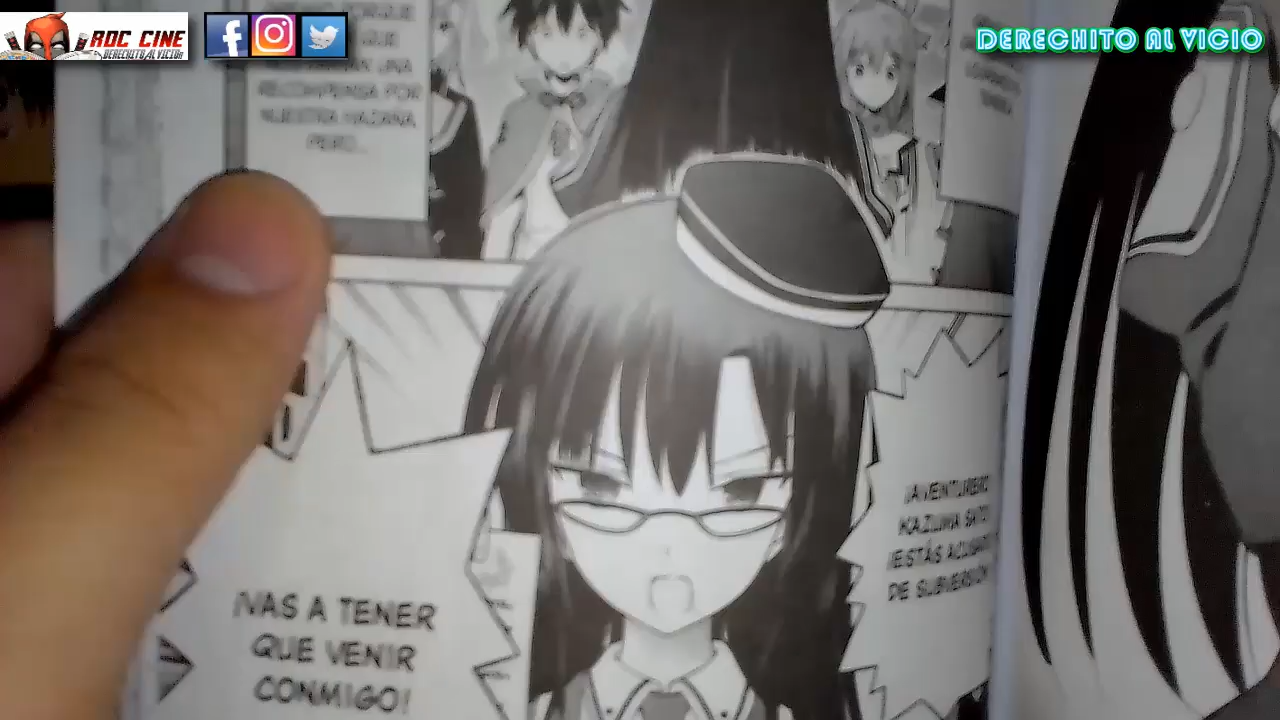 RDC CINE
DERECHITO AL VICIO
DERECHITO AL VICIO
UNA
RECOMPENSA POR
NUESTRA HAZAÑA,
PERO...
¡AVENTURERO
KAZUMA SATO!
¡ESTÁS ACUSADO
DE SUBVERSIÓN!
¡VAS A TENER
QUE VENIR
CONMIGO!